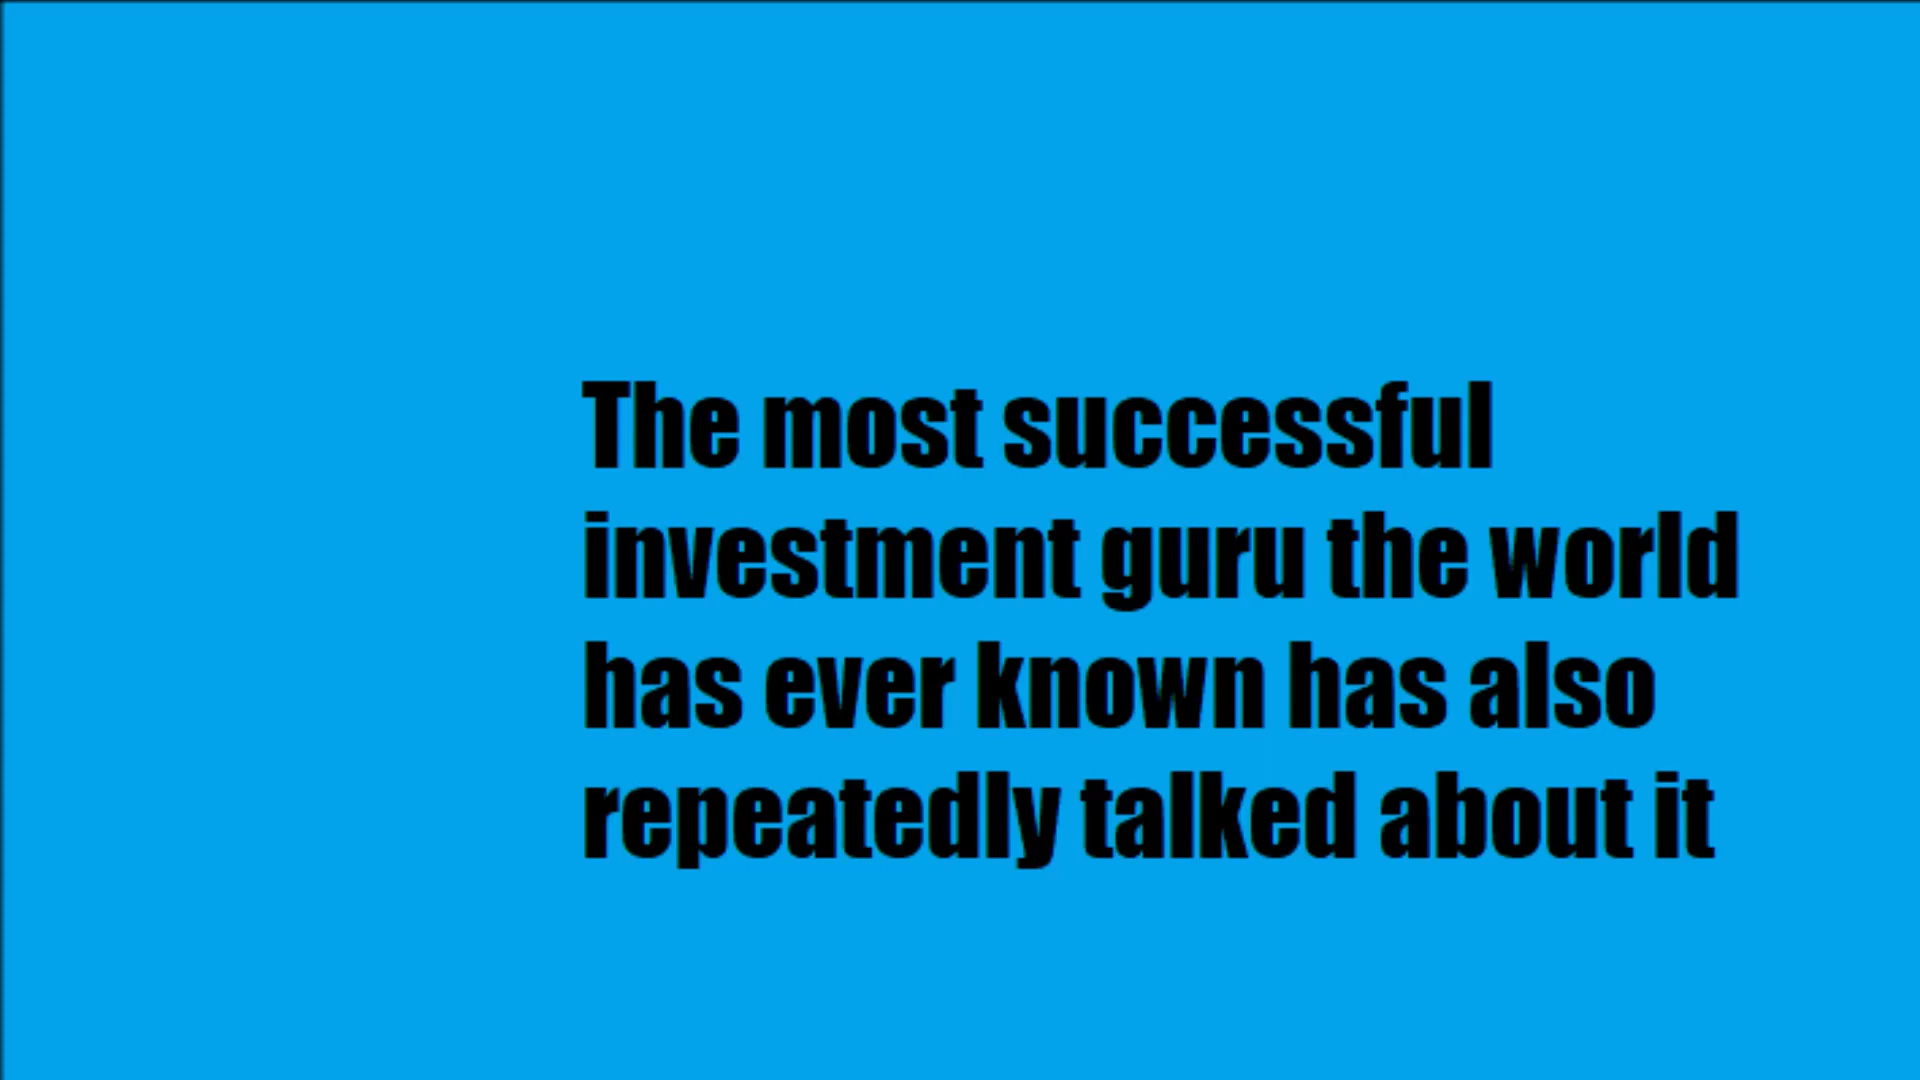 The most successful
investment guru the world
has ever known has also
repeatedly talked about it